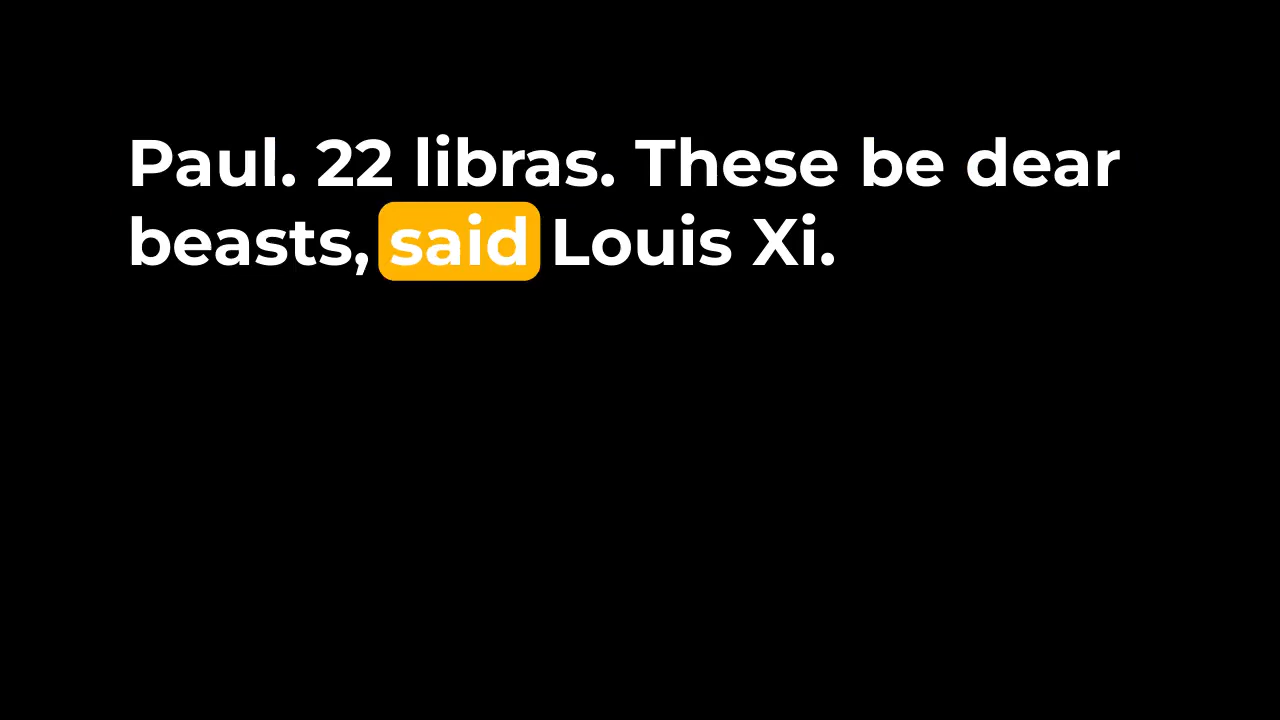 Paul. 22 libras. These be dear
beasts, said Louis Xi.